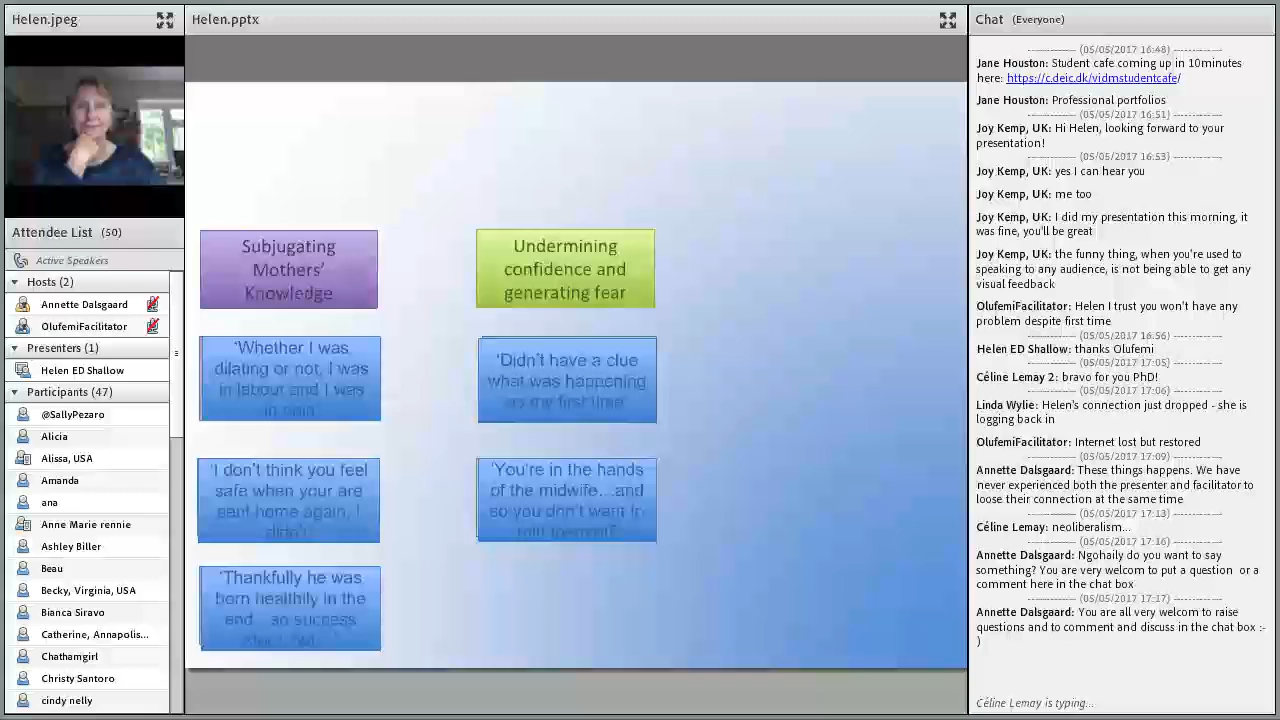 Helen.jpeg
Helen.pptx
Chat (Everyone)
Attendee List (50)
Active Speakers
Hosts (2)
Annette Dalsgaard
OlufemiFacilitator
Presenters (1)
Helen ED Shallow
Participants (47)
@SallyPezaro
Alicia
Alissa, USA
Amanda
ana
Anne Marie rennie
Ashley Biller
Beau
Becky, Virginia, USA
Bianca Siravo
Catherine, Annapolis...
Chathamgirl
Christy Santoro
cindy nelly
Subjugating
Mothers'
Knowledge
'Whether I was
dilating or not, I was
in labour and I was
in pain'
'I don't think you feel
safe when your are
sent home again, I
didn't'
'Thankfully he was
born healthily in the
end…so success
Undermining
confidence and
generating fear
'Didn't have a clue
what was happening
as my first time'
'You're in the hands
of the midwife…and
so you don't want to
------------- (05/05/2017 16:48) -------------
Jane Houston: Student cafe coming up in 10minutes
here: https://c.deic.dk/vidmstudentcafe/
Jane Houston: Professional portfolios
------------- (05/05/2017 16:51) -------------
Joy Kemp, UK: Hi Helen, looking forward to your
presentation!
------------- (05/05/2017 16:53) -------------
Joy Kemp, UK: yes I can hear you
Joy Kemp, UK: me too
Joy Kemp, UK: I did my presentation this morning, it
was fine, you'll be great
Joy Kemp, UK: the funny thing, when you're used to
speaking to any audience, is not being able to get any
visual feedback
OlufemiFacilitator: Helen I trust you won't have any
problem despite first time
------------- (05/05/2017 16:56) -------------
Helen ED Shallow: thanks Olufemi
------------- (05/05/2017 17:05) -------------
Céline Lemay 2: bravo for you PhD!
------------- (05/05/2017 17:06) -------------
Linda Wylie: Helen's connection just dropped - she is
logging back in
OlufemiFacilitator: Internet lost but restored
------------- (05/05/2017 17:09) -------------
Annette Dalsgaard: These things happens. We have
never experienced both the presenter and facilitator to
loose their connection at the same time
------------- (05/05/2017 17:13) -------------
Céline Lemay: neoliberalism...
------------- (05/05/2017 17:16) -------------
Annette Dalsgaard: Ngohaily do you want to say
something? You are very welcom to put a question or a
comment here in the chat box
------------- (05/05/2017 17:17) -------------
Annette Dalsgaard: You are all very welcom to raise
questions and to comment and discuss in the chat box :-
)
Céline Lemay is typing...